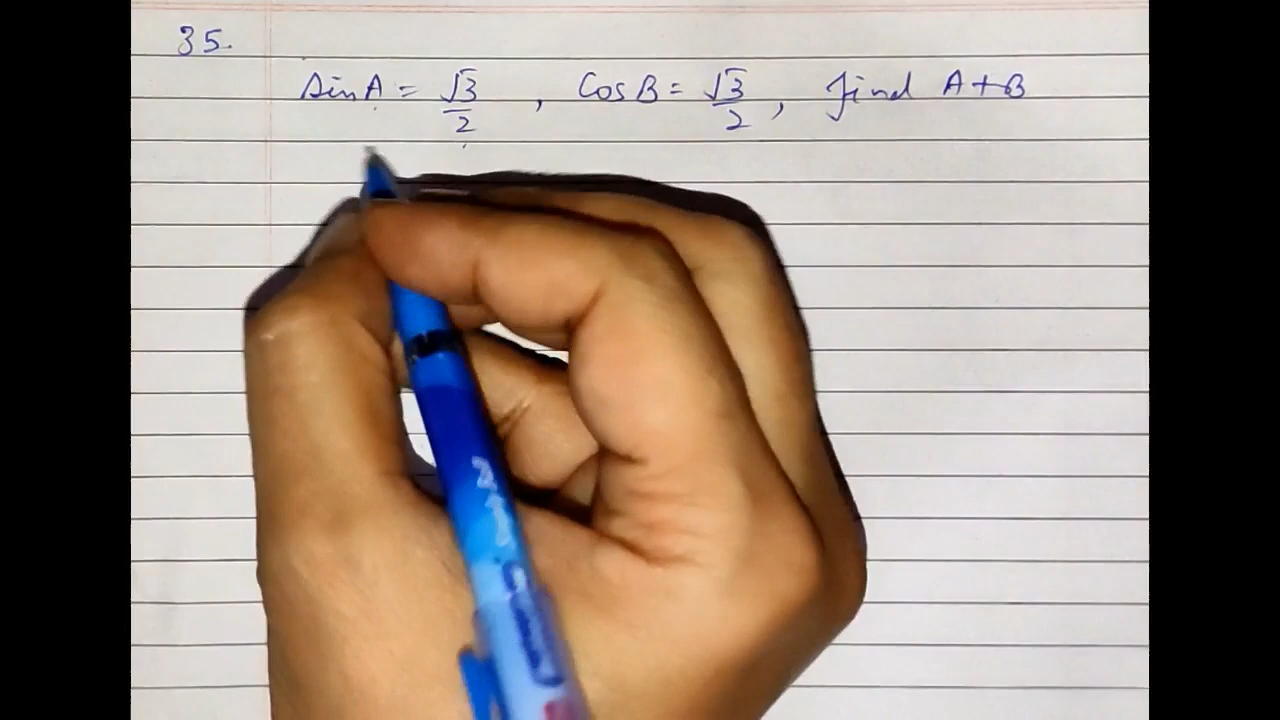 35.
sin A = √3/2 , Cos B = √3/2 , find A+B